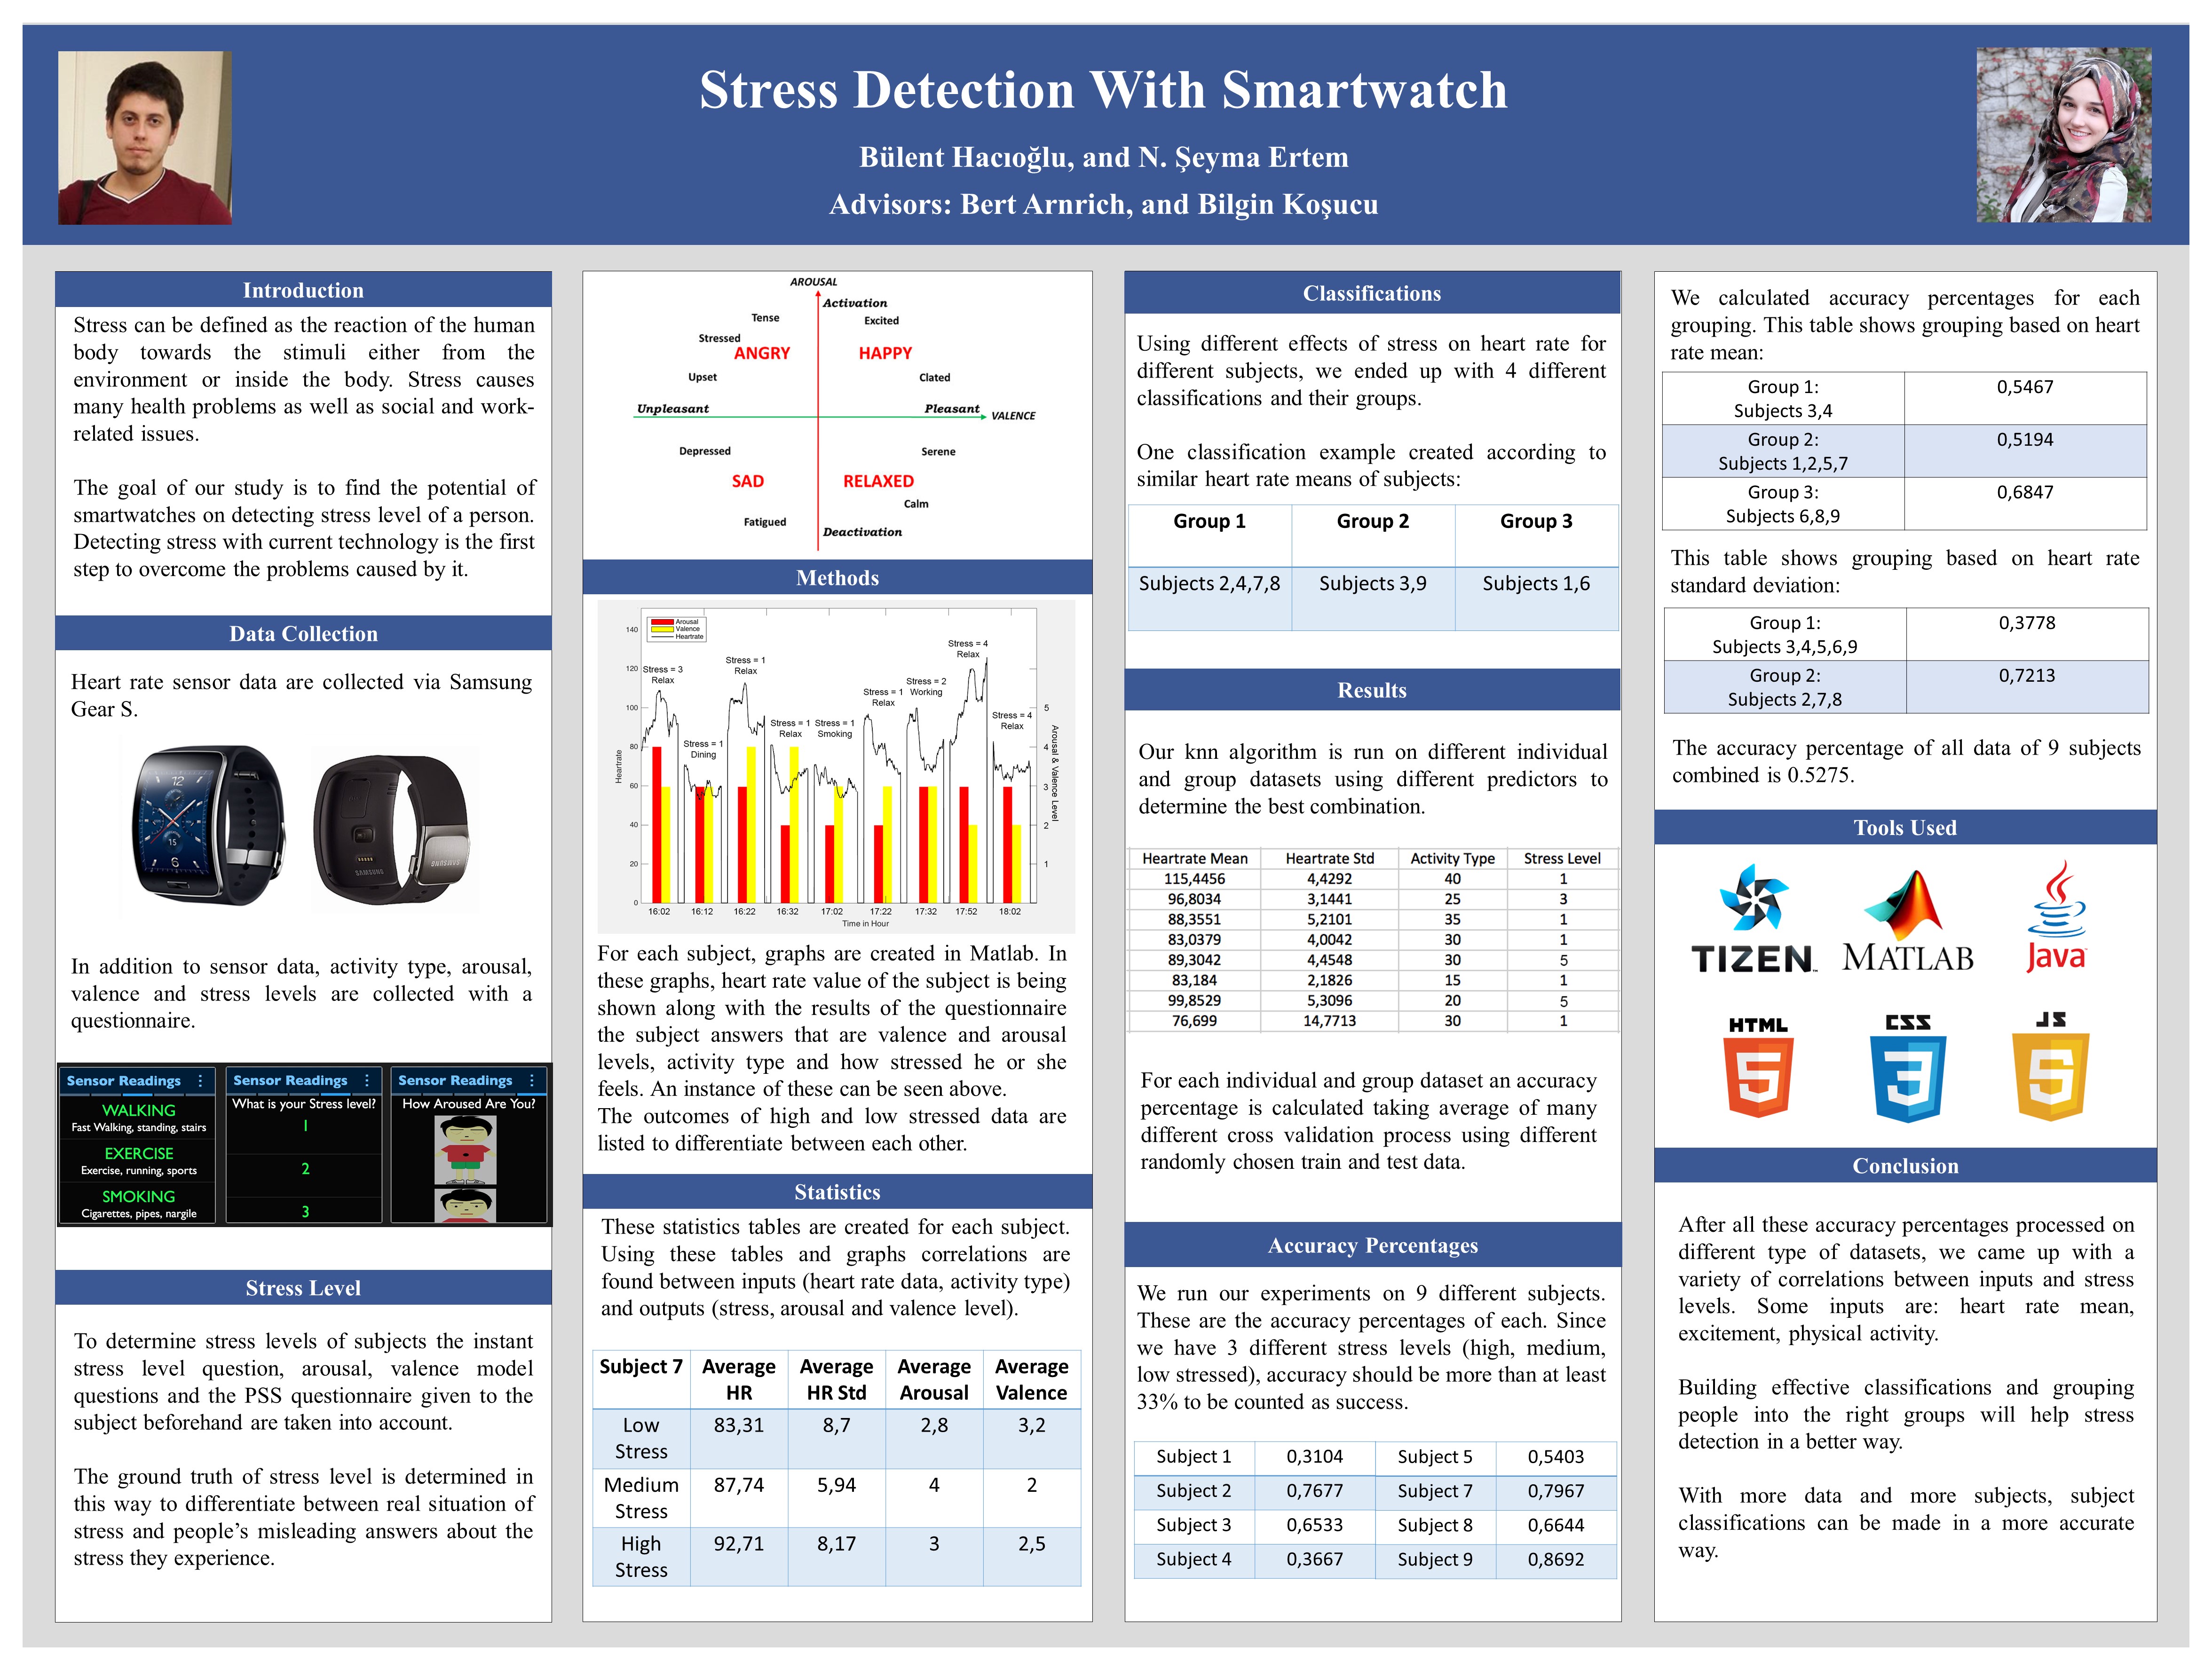 Stress Detection With Smartwatch
Bülent Hacıoğlu, and N. Şeyma Ertem
Advisors: Bert Arnrich, and Bilgin Koşucu
Introduction
Stress can be defined as the reaction of the human
body towards the stimuli either from the
environment or inside the body. Stress causes
many health problems as well as social and work-
related issues.
The goal of our study is to find the potential of
smartwatches on detecting stress level of a person.
Detecting stress with current technology is the first
step to overcome the problems caused by it.
Data Collection
Heart rate sensor data are collected via Samsung
Gear S.
12
15
6
SAMSUNG
SAMSUNG
In addition to sensor data, activity type, arousal,
valence and stress levels are collected with a
questionnaire.
Sensor Readings
WALKING
Fast Walking, standing, stairs
EXERCISE
Exercise, running, sports
SMOKING
Cigarettes, pipes, nargile
Sensor Readings
What is your Stress level?
1
2
3
Sensor Readings
How Aroused Are You?
Stress Level
To determine stress levels of subjects the instant
stress level question, arousal, valence model
questions and the PSS questionnaire given to the
subject beforehand are taken into account.
The ground truth of stress level is determined in
this way to differentiate between real situation of
stress and people's misleading answers about the
stress they experience.
AROUSAL
Activation
Tense
Excited
Stressed
ANGRY
HAPPY
Upset
Clated
Unpleasant
Pleasant
VALENCE
Depressed
Serene
SAD
RELAXED
Calm
Fatigued
Deactivation
Methods
Arousal
Valence
Heartrate
Stress = 3
Relax
Stress = 1
Dining
Stress = 1
Relax
Stress = 1
Relax
Stress = 1
Smoking
Stress = 1
Relax
Stress = 2
Working
Stress = 4
Relax
Stress = 4
Relax
140
120
100
80
60
40
20
0
Heartrate
5
4
3
2
1
Arousal & Valence Level
16:02 16:12 16:22 16:32 17:02 17:22 17:32 17:52 18:02
Time in Hour
For each subject, graphs are created in Matlab. In
these graphs, heart rate value of the subject is being
shown along with the results of the questionnaire
the subject answers that are valence and arousal
levels, activity type and how stressed he or she
feels. An instance of these can be seen above.
The outcomes of high and low stressed data are
listed to differentiate between each other.
Statistics
These statistics tables are created for each subject.
Using these tables and graphs correlations are
found between inputs (heart rate data, activity type)
and outputs (stress, arousal and valence level).
Subject 7 Average HR Average HR Std Average Arousal Average Valence
Low Stress 83,31 8,7 2,8 3,2
Medium Stress 87,74 5,94 4 2
High Stress 92,71 8,17 3 2,5
Classifications
Using different effects of stress on heart rate for
different subjects, we ended up with 4 different
classifications and their groups.
One classification example created according to
similar heart rate means of subjects:
Group 1 Group 2 Group 3
Subjects 2,4,7,8 Subjects 3,9 Subjects 1,6
Results
Our knn algorithm is run on different individual
and group datasets using different predictors to
determine the best combination.
Heartrate Mean Heartrate Std Activity Type Stress Level
115,4456 4,4292 40 1
96,8034 3,1441 25 3
88,3551 5,2101 35 1
83,0379 4,0042 30 1
89,3042 4,4548 30 5
83,184 2,1826 15 1
99,8529 5,3096 20 5
76,699 14,7713 30 1
For each individual and group dataset an accuracy
percentage is calculated taking average of many
different cross validation process using different
randomly chosen train and test data.
Accuracy Percentages
We run our experiments on 9 different subjects.
These are the accuracy percentages of each. Since
we have 3 different stress levels (high, medium,
low stressed), accuracy should be more than at least
33% to be counted as success.
Subject 1 0,3104 Subject 5 0,5403
Subject 2 0,7677 Subject 7 0,7967
Subject 3 0,6533 Subject 8 0,6644
Subject 4 0,3667 Subject 9 0,8692
We calculated accuracy percentages for each
grouping. This table shows grouping based on heart
rate mean:
Group 1:
Subjects 3,4 0,5467
Group 2:
Subjects 1,2,5,7 0,5194
Group 3:
Subjects 6,8,9 0,6847
This table shows grouping based on heart rate
standard deviation:
Group 1:
Subjects 3,4,5,6,9 0,3778
Group 2:
Subjects 2,7,8 0,7213
The accuracy percentage of all data of 9 subjects
combined is 0.5275.
Tools Used
TIZEN™ MATLAB Java
HTML CSS JS
5 3 5
Conclusion
After all these accuracy percentages processed on
different type of datasets, we came up with a
variety of correlations between inputs and stress
levels. Some inputs are: heart rate mean,
excitement, physical activity.
Building effective classifications and grouping
people into the right groups will help stress
detection in a better way.
With more data and more subjects, subject
classifications can be made in a more accurate
way.